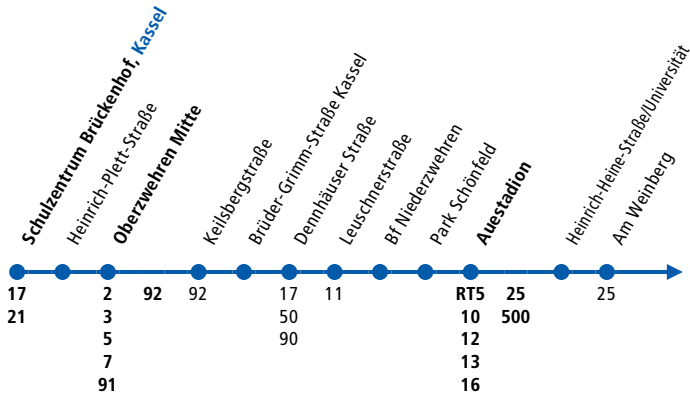 Schulzentrum Brückenhof, Kassel
Heinrich-Plett-Straße
Oberzwehren Mitte
Keilsbergstraße
Brüder-Grimm-Straße Kassel
Dennhäuser Straße
Leuschnerstraße
Bf Niederzwehren
Park Schönfeld
Auestadion
Heinrich-Heine-Straße/Universität
Am Weinberg
17 2 92 92 17 11 RT5 25 25
21 3 50 10 500
5 90 12
7 13
91 16